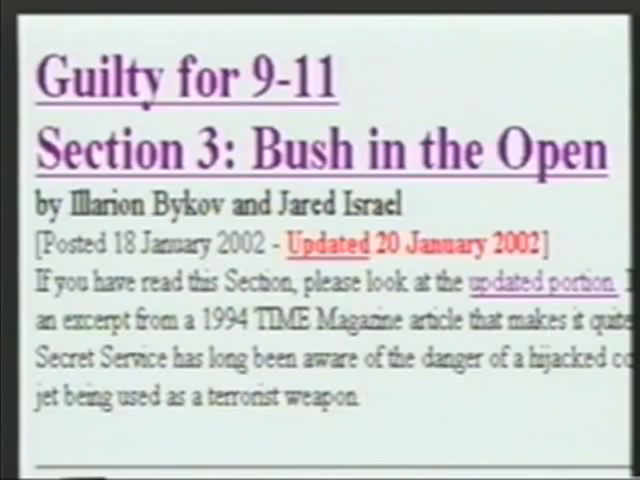 Guilty for 9-11
Section 3: Bush in the Open
by Illarion Bykov and Jared Israel
[Posted 18 January 2002 - Updated 20 January 2002]
If you have read this Section, please look at the updated portion.
an excerpt from a 1994 TIME Magazine article that makes it quite
Secret Service has long been aware of the danger of a hijacked co
jet being used as a terrorist weapon.